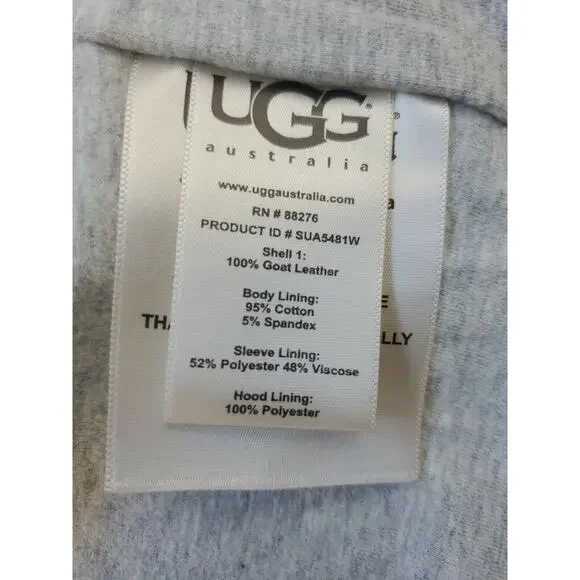 UGG®
australia
www.uggaustralia.com
RN # 88276
PRODUCT ID # SUA5481W
Shell 1:
100% Goat Leather
Body Lining:
95% Cotton
5% Spandex
Sleeve Lining:
52% Polyester 48% Viscose
Hood Lining:
100% Polyester